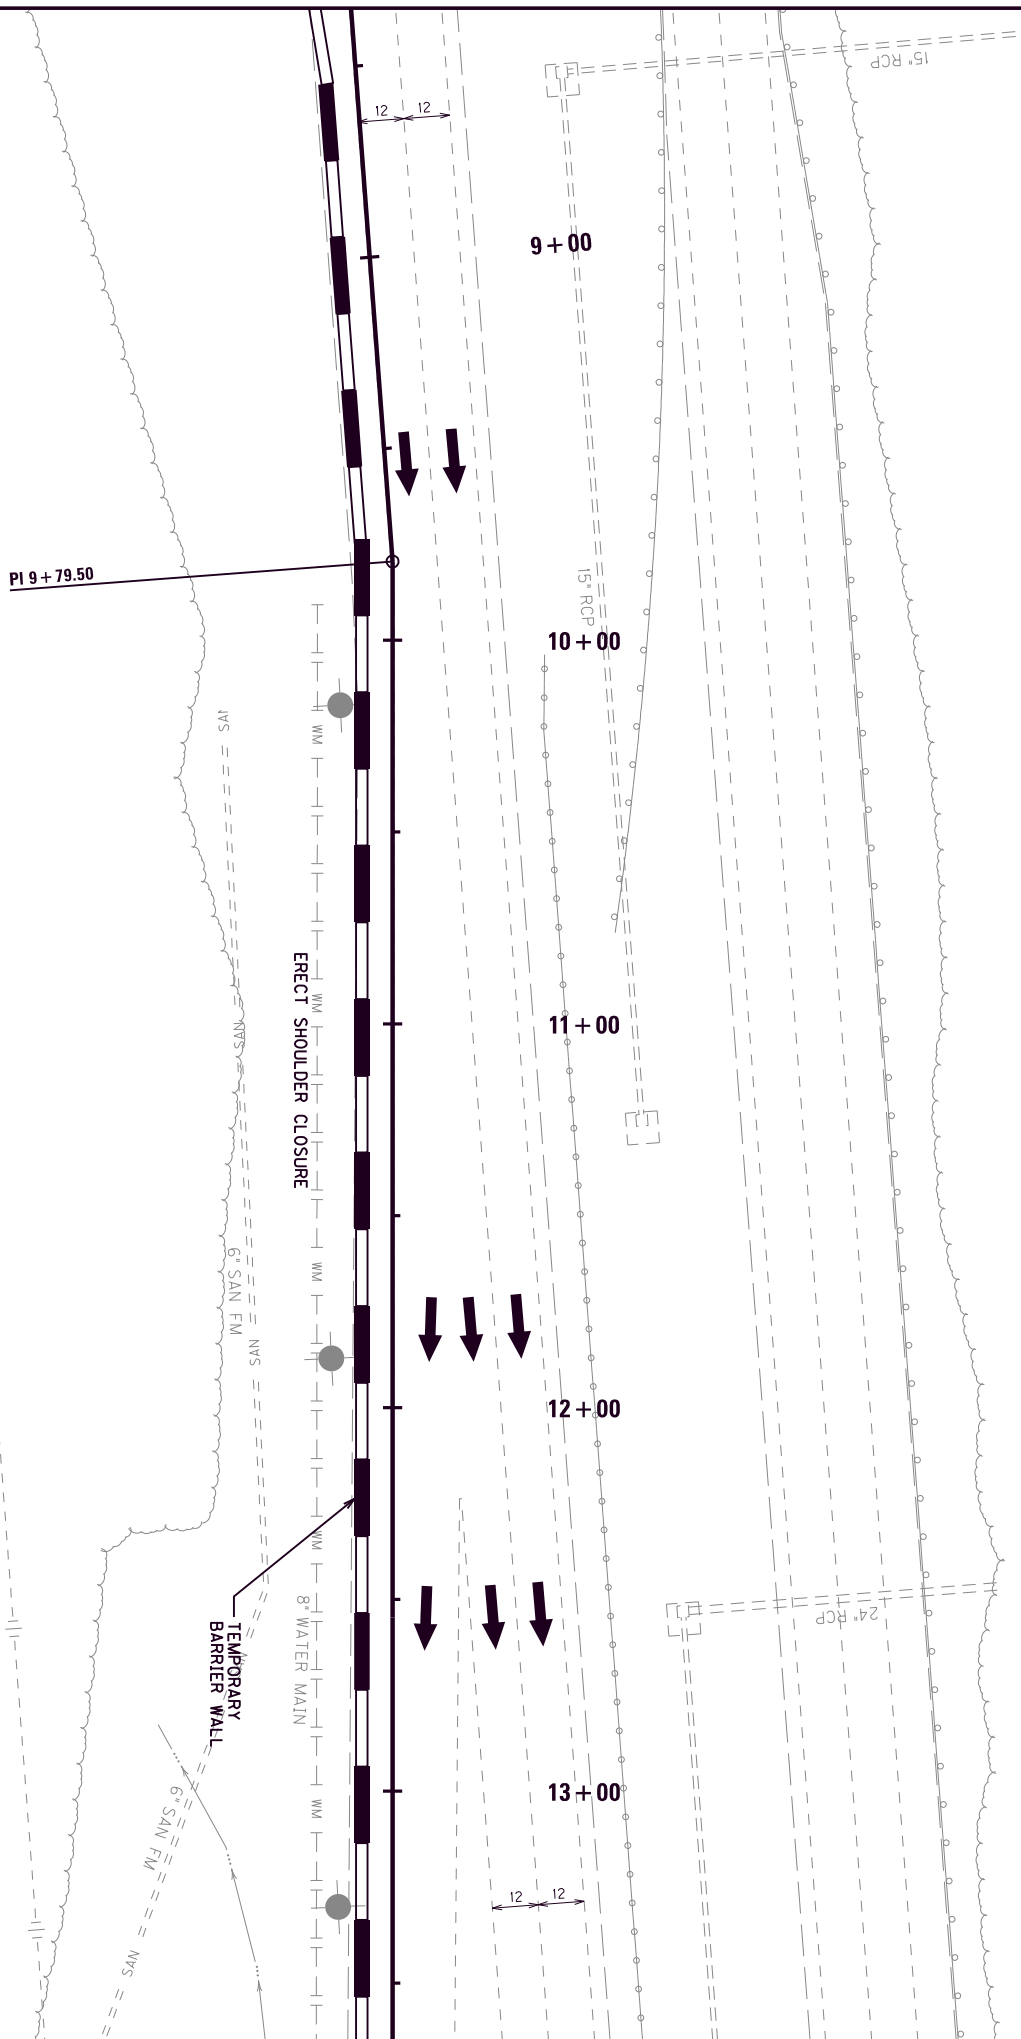 15" RCP
12 12
9+00
PI 9+79.50
15" RCP
10+00
SAN
WM
ERECT SHOULDER CLOSURE
WM
SAN
11+00
6" SAN FM
WM
SAN
12+00
WM
8" WATER MAIN
24" RCP
TEMPORARY
BARRIER WALL
6" SAN FM
WM
13+00
12 12
SAN